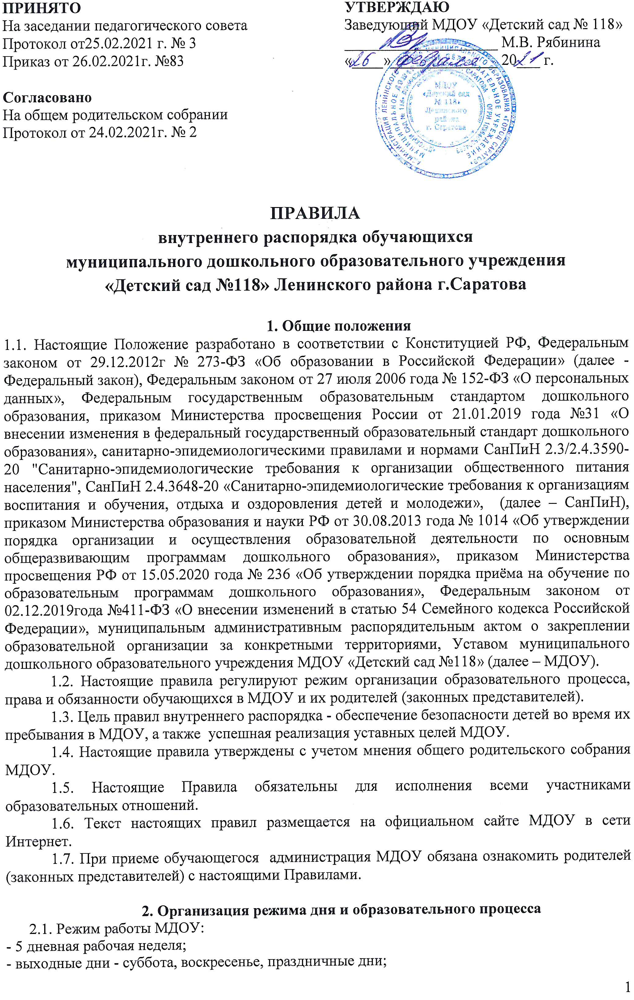 ПРИНЯТО
На заседании педагогического совета
Протокол от25.02.2021 г. № 3
Приказ от 26.02.2021г. №83
Согласовано
На общем родительском собрании
Протокол от 24.02.2021г. № 2
УТВЕРЖДАЮ
Заведующий МДОУ «Детский сад № 118»
М.В. Рябинина
«26» февраля 2021 г.
МДОУ
«Детский сад
№ 118»
Ленинского
района
г. Саратова
ПРАВИЛА
внутреннего распорядка обучающихся
муниципального дошкольного образовательного учреждения
«Детский сад №118» Ленинского района г.Саратова
1. Общие положения
1.1. Настоящие Положение разработано в соответствии с Конституцией РФ, Федеральным
законом от 29.12.2012г № 273-ФЗ «Об образовании в Российской Федерации» (далее -
Федеральный закон), Федеральным законом от 27 июля 2006 года № 152-ФЗ «О персональных
данных», Федеральным государственным образовательным стандартом дошкольного
образования, приказом Министерства просвещения России от 21.01.2019 года №31 «О
внесении изменения в федеральный государственный образовательный стандарт дошкольного
образования», санитарно-эпидемиологическими правилами и нормами СанПиН 2.3/2.4.3590-
20 "Санитарно-эпидемиологические требования к организации общественного питания
населения", СанПиН 2.4.3648-20 «Санитарно-эпидемиологические требования к организациям
воспитания и обучения, отдыха и оздоровления детей и молодежи», (далее – СанПиН),
приказом Министерства образования и науки РФ от 30.08.2013 года № 1014 «Об утверждении
порядка организации и осуществления образовательной деятельности по основным
общеразвивающим программам дошкольного образования», приказом Министерства
просвещения РФ от 15.05.2020 года № 236 «Об утверждении порядка приёма на обучение по
образовательным программам дошкольного образования», Федеральным законом от
02.12.2019года №411-ФЗ «О внесении изменений в статью 54 Семейного кодекса Российской
Федерации», муниципальным административным распорядительным актом о закреплении
образовательной организации за конкретными территориями, Уставом муниципального
дошкольного образовательного учреждения МДОУ «Детский сад №118» (далее – МДОУ).
1.2. Настоящие правила регулируют режим организации образовательного процесса,
права и обязанности обучающихся в МДОУ и их родителей (законных представителей).
1.3. Цель правил внутреннего распорядка - обеспечение безопасности детей во время их
пребывания в МДОУ, а также успешная реализация уставных целей МДОУ.
1.4. Настоящие правила утверждены с учетом мнения общего родительского собрания
МДОУ.
1.5. Настоящие Правила обязательны для исполнения всеми участниками
образовательных отношений.
1.6. Текст настоящих правил размещается на официальном сайте МДОУ в сети
Интернет.
1.7. При приеме обучающегося администрация МДОУ обязана ознакомить родителей
(законных представителей) с настоящими Правилами.
2. Организация режима дня и образовательного процесса
2.1. Режим работы МДОУ:
- 5 дневная рабочая неделя;
- выходные дни - суббота, воскресенье, праздничные дни;
1